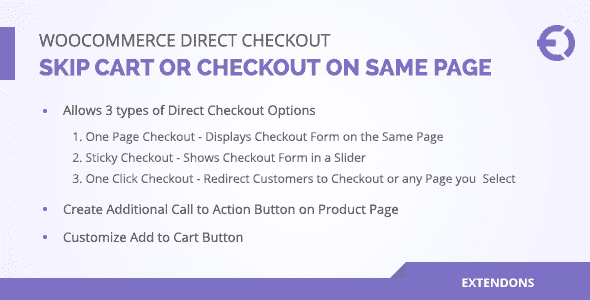 WOOCOMMERCE DIRECT CHECKOUT
SKIP CART OR CHECKOUT ON SAME PAGE
• Allows 3 types of Direct Checkout Options
1. One Page Checkout - Displays Checkout Form on the Same Page
2. Sticky Checkout - Shows Checkout Form in a Slider
3. One Click Checkout - Redirect Customers to Checkout or any Page you Select
• Create Additional Call to Action Button on Product Page
• Customize Add to Cart Button
EXTENDONS